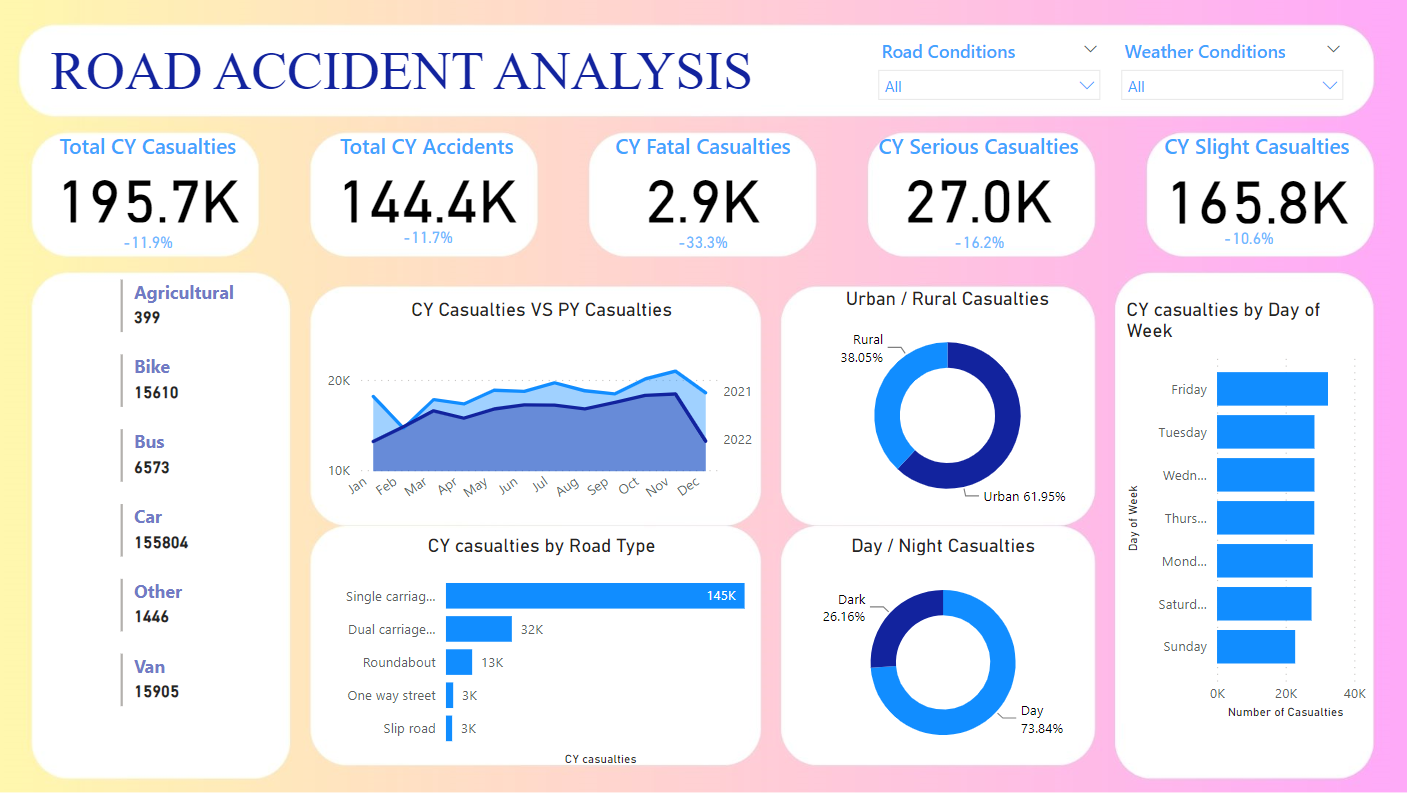 ROAD ACCIDENT ANALYSIS
Road Conditions
All
Weather Conditions
All
Total CY Casualties
195.7K
-11.9%
Total CY Accidents
144.4K
-11.7%
CY Fatal Casualties
2.9K
-33.3%
CY Serious Casualties
27.0K
-16.2%
CY Slight Casualties
165.8K
-10.6%
Agricultural
399
Bike
15610
Bus
6573
Car
155804
Other
1446
Van
15905
CY Casualties VS PY Casualties
20K
10K
2021
2022
Jan
Feb
Mar
Apr
May
Jun
Jul
Aug
Sep
Oct
Nov
Dec
CY casualties by Road Type
Single carriag...
145K
Dual carriage...
32K
Roundabout
13K
One way street
3K
Slip road
3K
CY casualties
Urban / Rural Casualties
Rural
38.05%
Urban 61.95%
Day / Night Casualties
Dark
26.16%
Day
73.84%
CY casualties by Day of
Week
Day of Week
Friday
Tuesday
Wedn...
Thurs...
Mond...
Saturd...
Sunday
0K
20K
40K
Number of Casualties